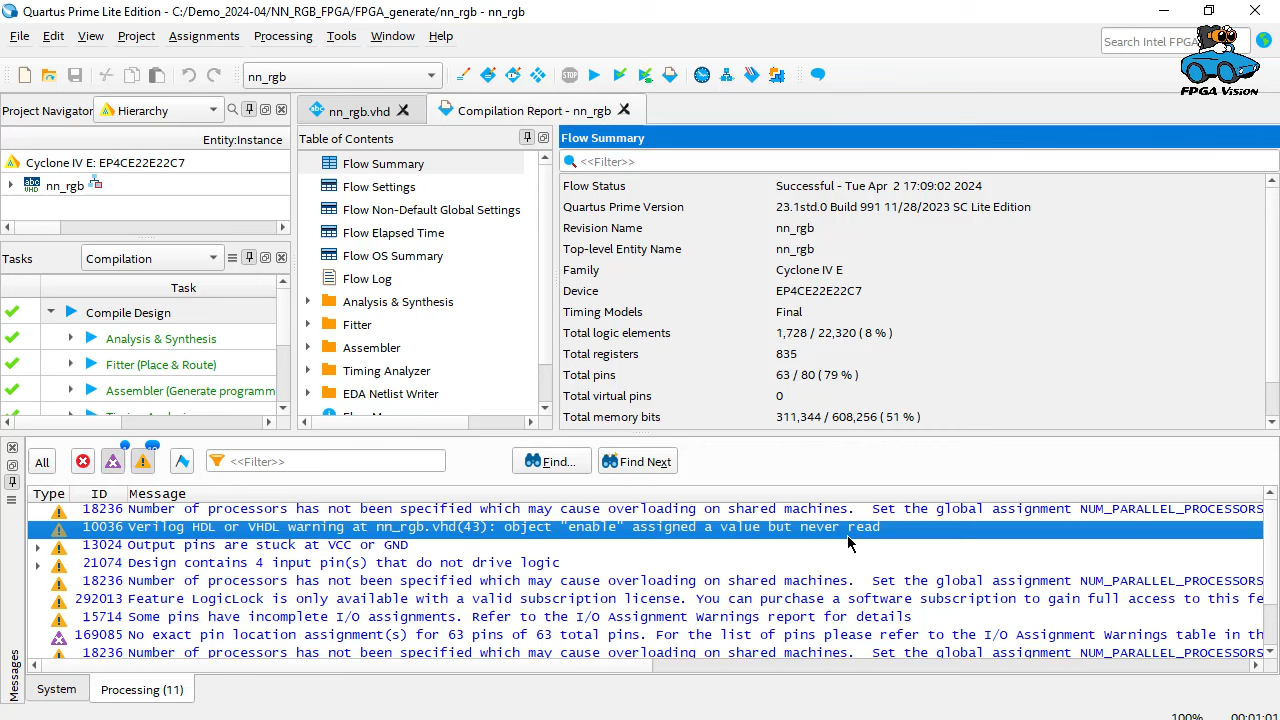 Quartus Prime Lite Edition - C:/Demo_2024-04/NN_RGB_FPGA/FPGA_generate/nn_rgb - nn_rgb
File Edit View Project Assignments Processing Tools Window Help
Search Intel FPGA
FPGA Vision
nn_rgb
Project Navigator Hierarchy
nn_rgb.vhd
Compilation Report - nn_rgb
Entity:Instance
Cyclone IV E: EP4CE22E22C7
nn_rgb
Tasks Compilation
Task
Compile Design
Analysis & Synthesis
Fitter (Place & Route)
Assembler (Generate programm
Table of Contents
Flow Summary
Flow Settings
Flow Non-Default Global Settings
Flow Elapsed Time
Flow OS Summary
Flow Log
Analysis & Synthesis
Fitter
Assembler
Timing Analyzer
EDA Netlist Writer
Flow Summary
<<Filter>>
Flow Status Successful - Tue Apr 2 17:09:02 2024
Quartus Prime Version 23.1std.0 Build 991 11/28/2023 SC Lite Edition
Revision Name nn_rgb
Top-level Entity Name nn_rgb
Family Cyclone IV E
Device EP4CE22E22C7
Timing Models Final
Total logic elements 1,728 / 22,320 ( 8 % )
Total registers 835
Total pins 63 / 80 ( 79 % )
Total virtual pins 0
Total memory bits 311,344 / 608,256 ( 51 % )
All <<Filter>> Find... Find Next
Type ID Message
18236 Number of processors has not been specified which may cause overloading on shared machines. Set the global assignment NUM_PARALLEL_PROCESSORS
10036 Verilog HDL or VHDL warning at nn_rgb.vhd(43): object "enable" assigned a value but never read
13024 Output pins are stuck at VCC or GND
21074 Design contains 4 input pin(s) that do not drive logic
18236 Number of processors has not been specified which may cause overloading on shared machines. Set the global assignment NUM_PARALLEL_PROCESSORS
292013 Feature LogicLock is only available with a valid subscription license. You can purchase a software subscription to gain full access to this fe
15714 Some pins have incomplete I/O assignments. Refer to the I/O Assignment Warnings report for details
169085 No exact pin location assignment(s) for 63 pins of 63 total pins. For the list of pins please refer to the I/O Assignment Warnings table in th
18236 Number of processors has not been specified which may cause overloading on shared machines. Set the global assignment NUM_PARALLEL_PROCESSORS
Messages
System Processing (11)
100% 00:01:01